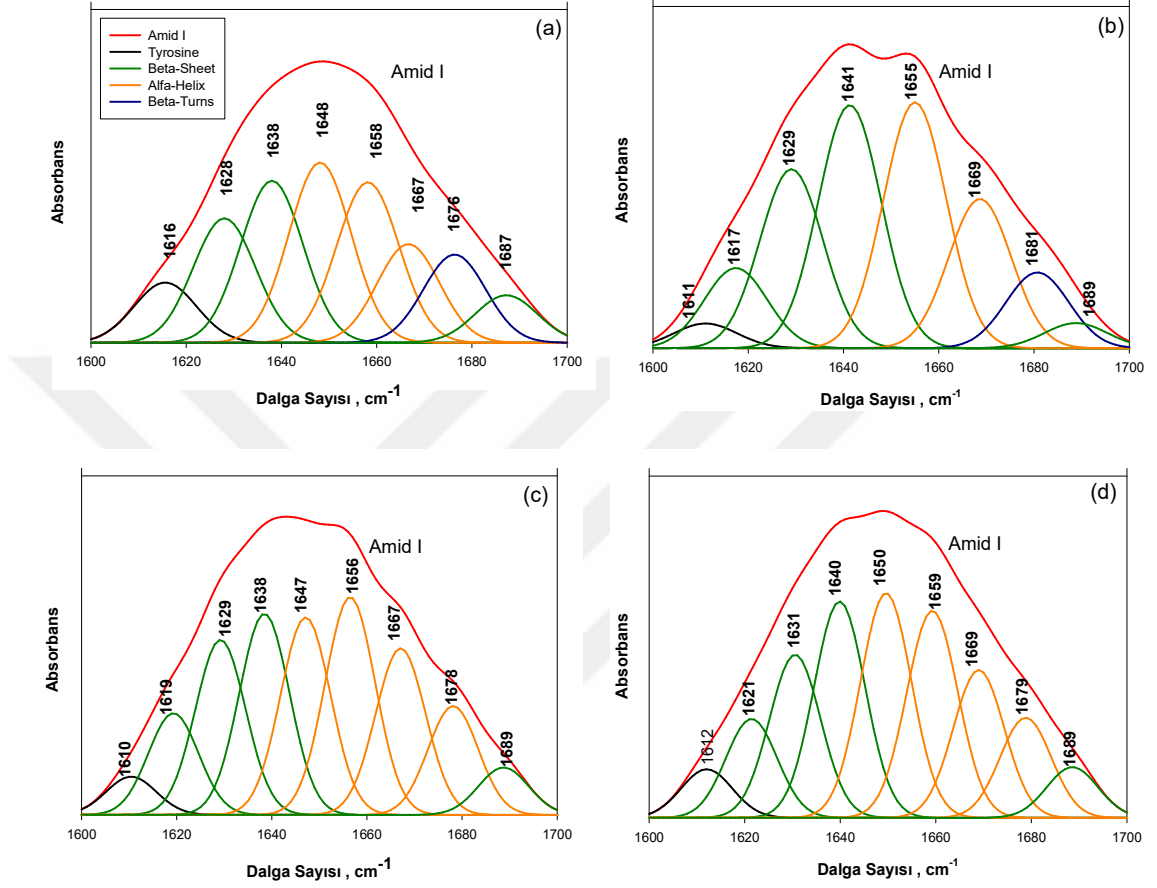 (a)
Amid I
Tyrosine
Beta-Sheet
Alfa-Helix
Beta-Turns
Amid I
1616
1628
1638
1648
1658
1667
1676
1687
Absorbans
1600 1620 1640 1660 1680 1700
Dalga Sayısı , cm-1
(b)
Amid I
1611
1617
1629
1641
1655
1669
1681
1689
Absorbans
1600 1620 1640 1660 1680 1700
Dalga Sayısı , cm-1
(c)
Amid I
1610
1619
1629
1638
1647
1656
1667
1678
1689
Absorbans
1600 1620 1640 1660 1680 1700
Dalga Sayısı , cm-1
(d)
Amid I
1612
1621
1631
1640
1650
1659
1669
1679
1689
Absorbans
1600 1620 1640 1660 1680 1700
Dalga Sayısı , cm-1